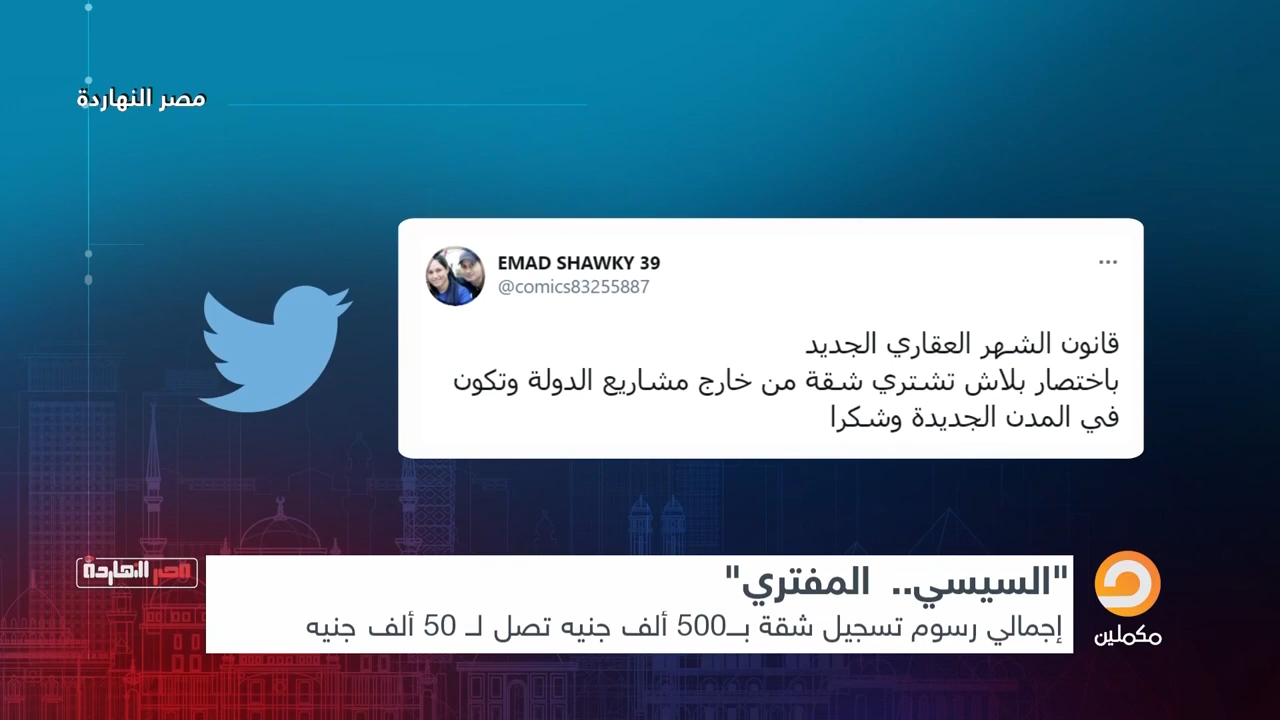 مصر النهاردة
EMAD SHAWKY 39
@comics83255887
قانون الشهر العقاري الجديد
باختصار بلاش تشتري شقة من خارج مشاريع الدولة وتكون
في المدن الجديدة وشكرا
"السيسي.. المفتري"
إجمالي رسوم تسجيل شقة بـ500 ألف جنيه تصل لـ 50 ألف جنيه
مصر النهاردة
مكملين